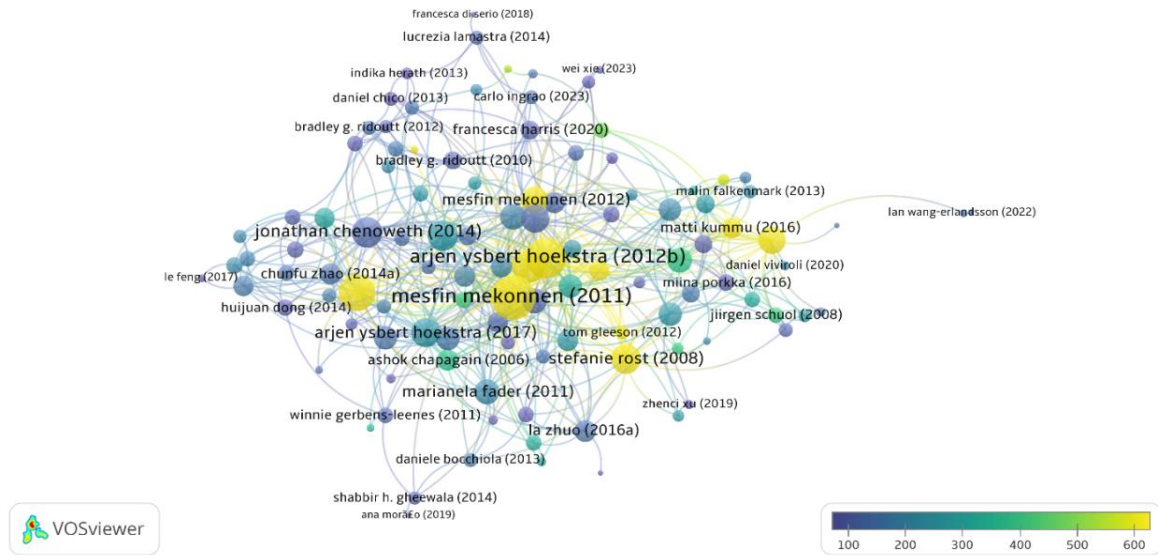 francesca di serio (2018)
lucrezia lamastra (2014)
indika herath (2013)
wei xie (2023)
daniel chico (2013)
carlo ingrao (2023)
bradley g. ridoutt (2012)
francesca harris (2020)
bradley g. ridoutt (2010)
malin falkenmark (2013)
mesfin mekonnen (2012)
lan wang-erlandsson (2022)
jonathan chenoweth (2014)
matti kummu (2016)
arjen ysbert hoekstra (2012b)
daniel viviroli (2020)
le feng (2017)
chunfu zhao (2014a)
miina porkka (2016)
mesfin mekonnen (2011)
huijuan dong (2014)
jiirgen schuol (2008)
arjen ysbert hoekstra (2017)
tom gleeson (2012)
ashok chapagain (2006)
stefanie rost (2008)
marianela fader (2011)
zhenci xu (2019)
winnie gerbens-leenes (2011)
la zhuo (2016a)
daniele bocchiola (2013)
shabbir h. gheewala (2014)
(2019)
VOSviewer
100 200 300 400 500 600